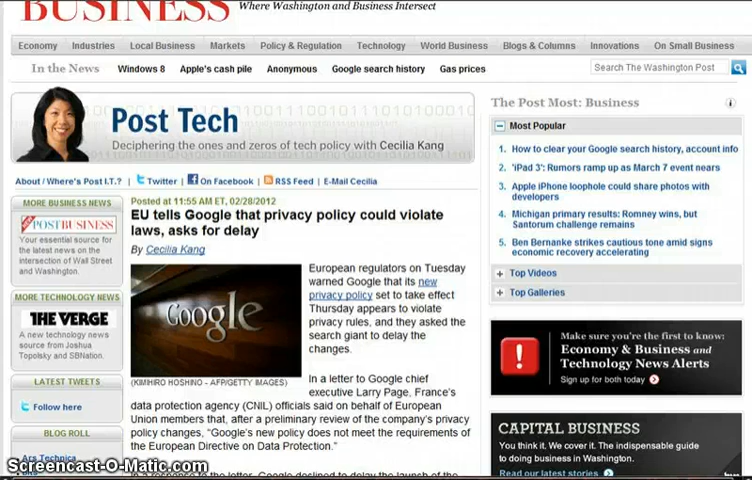 BUSINESS
Where Washington and Business Intersect
Economy Industries Local Business Markets Policy & Regulation Technology World Business Blogs & Columns Innovations On Small Business
In the News Windows 8 Apple's cash pile Anonymous Google search history Gas prices
Search The Washington Post
Post Tech
Deciphering the ones and zeros of tech policy with Cecilia Kang
About / Where's Post I.T.? | Twitter | On Facebook | RSS Feed | E-Mail Cecilia
MORE BUSINESS NEWS
POSTBUSINESS
Your essential source for
the latest news on the
intersection of Wall Street
and Washington.
MORE TECHNOLOGY NEWS
THE VERGE
A new technology news
source from Joshua
Topolsky and SBNation.
LATEST TWEETS
Follow here
BLOG ROLL
Ars Technica
Posted at 11:55 AM ET, 02/28/2012
EU tells Google that privacy policy could violate
laws, asks for delay
By Cecilia Kang
Google
(KIMIHIRO HOSHINO - AFP/GETTY IMAGES)
European regulators on Tuesday
warned Google that its new
privacy policy set to take effect
Thursday appears to violate
privacy rules, and they asked the
search giant to delay the
changes.
In a letter to Google chief
executive Larry Page, France's
data protection agency (CNIL) officials said on behalf of European
Union members that, after a preliminary review of the company's privacy
policy changes, "Google's new policy does not meet the requirements of
the European Directive on Data Protection."
In a response to the letter, Google declined to delay the launch of the
The Post Most: Business
Most Popular
1. How to clear your Google search history, account info
2. 'iPad 3': Rumors ramp up as March 7 event nears
3. Apple iPhone loophole could share photos with
developers
4. Michigan primary results: Romney wins, but
Santorum challenge remains
5. Ben Bernanke strikes cautious tone amid signs
economic recovery accelerating
Top Videos
Top Galleries
Make sure you're the first to know:
Economy & Business and
Technology News Alerts
Sign up for both today
CAPITAL BUSINESS
You think it. We cover it. The indispensable guide
to doing business in Washington.
Read our latest stories
Screencast-O-Matic.com